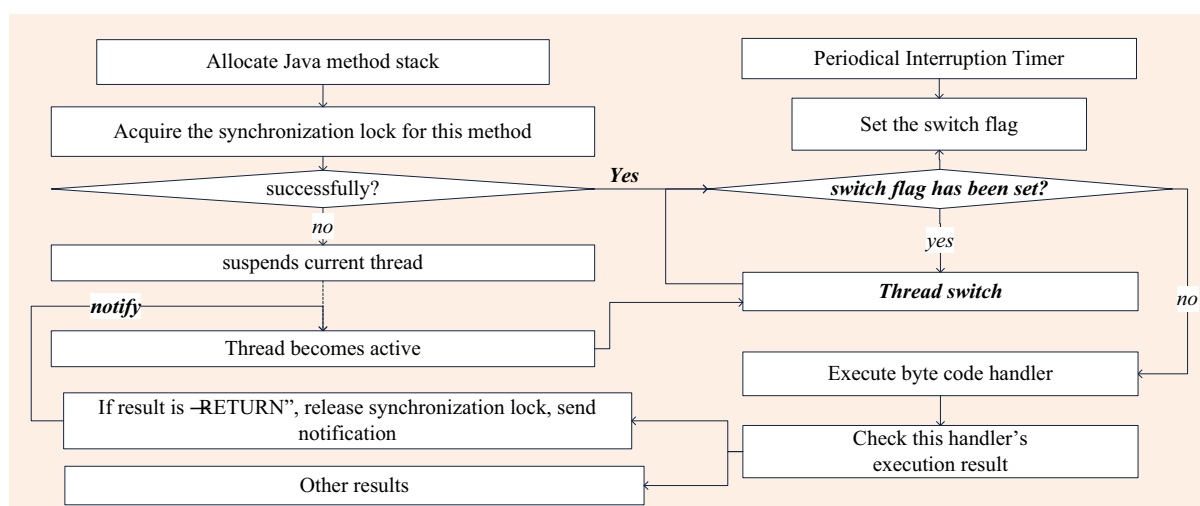 Allocate Java method stack
Periodical Interruption Timer
Acquire the synchronization lock for this method
Set the switch flag
successfully?
Yes
switch flag has been set?
no
yes
suspends current thread
Thread switch
no
notify
Thread becomes active
Execute byte code handler
If result is ―RETURN”, release synchronization lock, send
notification
Check this handler’s
execution result
Other results